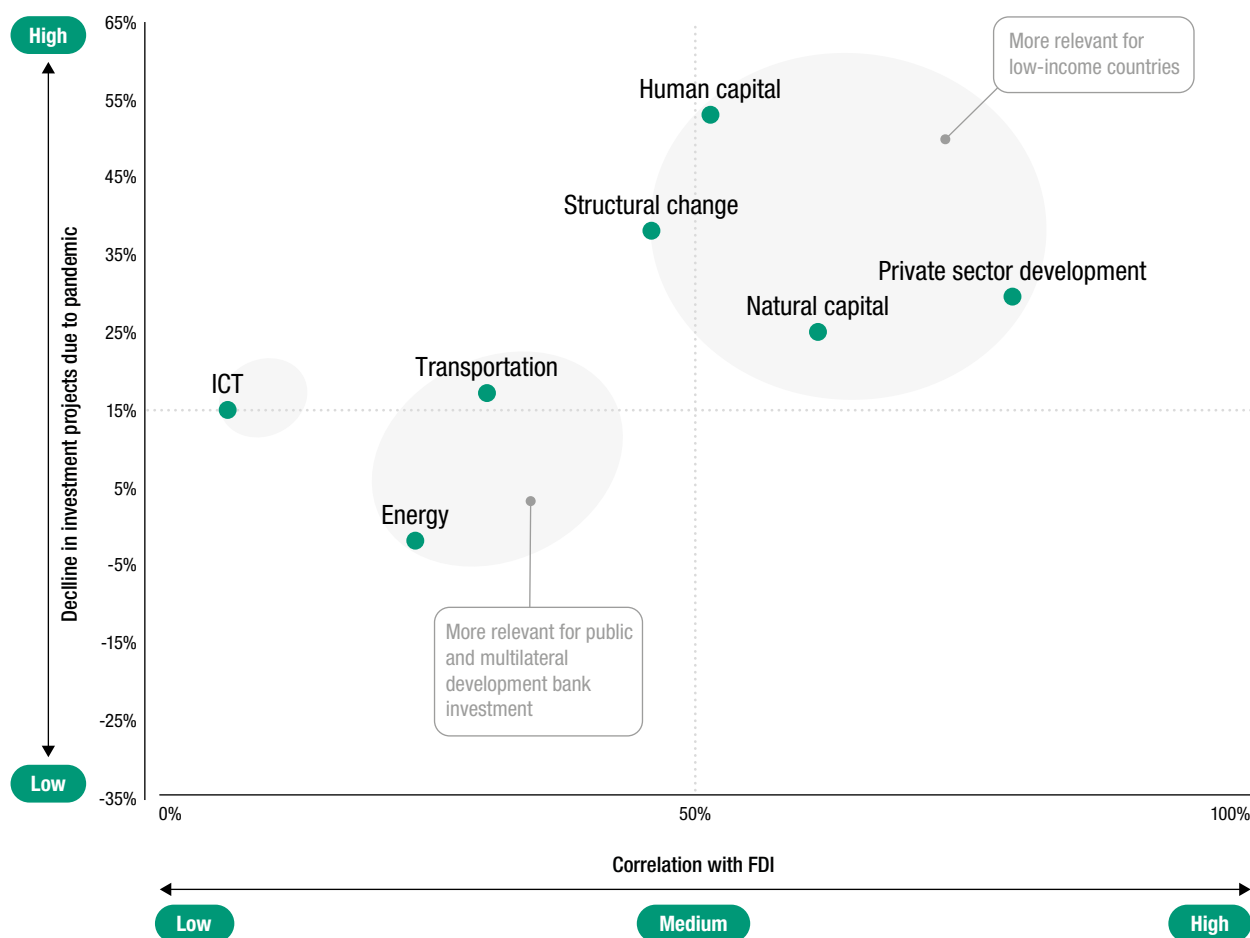 High
65%
More relevant for
low-income countries
Human capital
55%
45%
Structural change
35%
Private sector development
Natural capital
25%
Transportation
ICT
15%
5%
Energy
-5%
More relevant for public
and multilateral
development bank
investment
-15%
-25%
Low
-35%
Declline in investment projects due to pandemic
0%
50%
100%
Correlation with FDI
Low
Medium
High